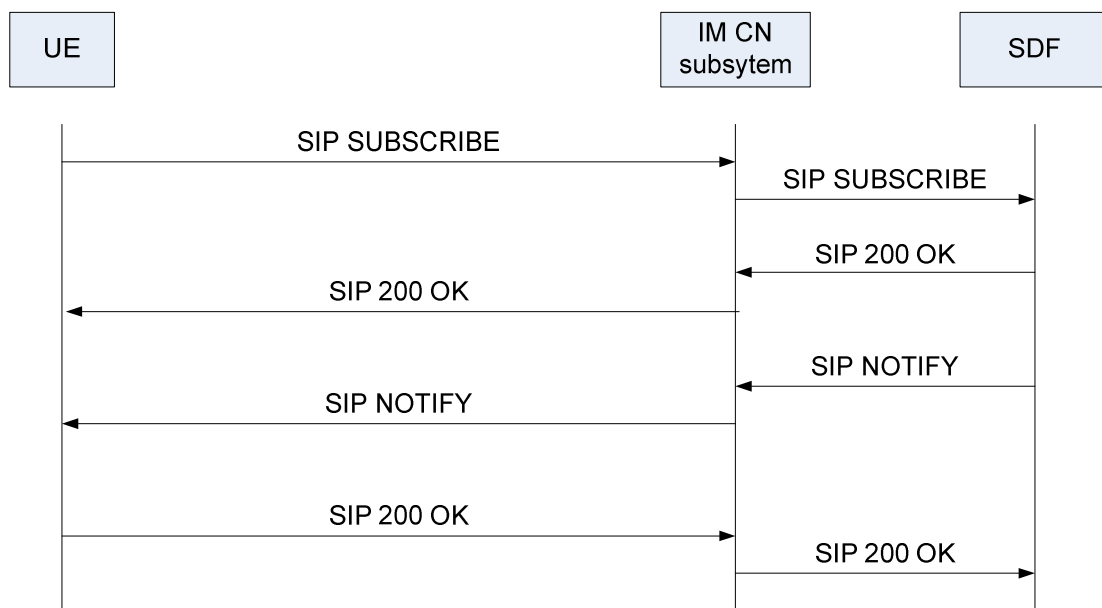 UE
IM CN
subsytem
SDF
SIP SUBSCRIBE
SIP SUBSCRIBE
SIP 200 OK
SIP 200 OK
SIP NOTIFY
SIP NOTIFY
SIP 200 OK
SIP 200 OK